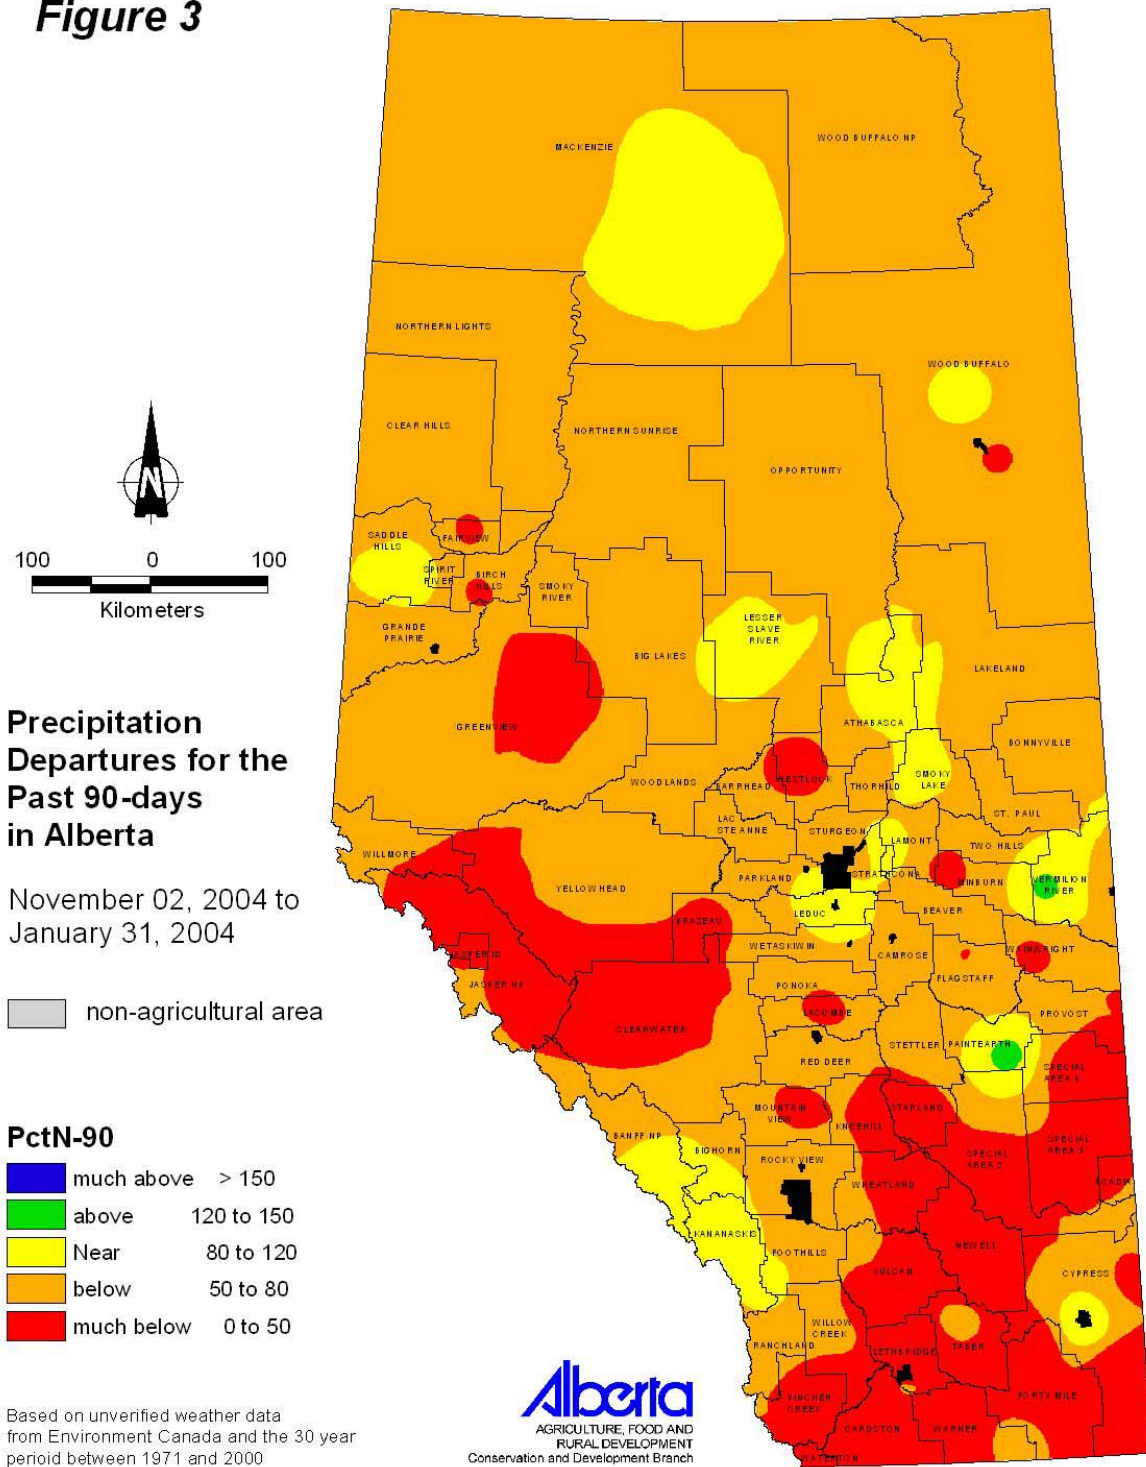 Figure 3
MACKENZIE
WOOD BUFFALO NP
NORTHERN LIGHTS
WOOD BUFFALO
CLEAR HILLS
NORTHERN SUNRISE
OPPORTUNITY
N
SADDLE
HILLS
FAIRVIEW
SPIRIT
RIVER
BIRCH
HILLS
SMOKY
RIVER
100 0 100
Kilometers
GRANDE
PRAIRIE
LESSER
SLAVE
RIVER
BIG LAKES
LAKELAND
GREENVIEW
ATHABASCA
BONNYVILLE
Precipitation
Departures for the
Past 90-days
in Alberta
WOODLANDS
BARRHEAD
WESTLOCK
THORHILD
SMOKY
LAKE
ST. PAUL
LAC
STE ANNE
STURGEON
LAMONT
TWO HILLS
WILLMORE
YELLOWHEAD
PARKLAND
STRATHCONA
MINBURN
VERMILION
RIVER
November 02, 2004 to
January 31, 2004
BRAZEAU
LEDUC
BEAVER
WETASKIWIN
CAMROSE
WAINWRIGHT
JASPER ID
JASPER NP
FLAGSTAFF
PONOKA
non-agricultural area
CLEARWATER
LACOMBE
PROVOST
RED DEER
STETTLER
PAINTEARTH
SPECIAL
AREA 4
MOUNTAIN
VIEW
STARLAND
KNEEHILL
PctN-90
BANFF NP
BIGHORN
ROCKY VIEW
SPECIAL
AREA 2
SPECIAL
AREA 3
much above > 150
WHEATLAND
ACADIA
above 120 to 150
KANANASKIS
Near 80 to 120
FOOTHILLS
NEWELL
VULCAN
CYPRESS
below 50 to 80
much below 0 to 50
WILLOW
CREEK
RANCHLAND
LETHBRIDGE
TABER
PINCHER
CREEK
FORTY MILE
CARDSTON
WARNER
WATERTON
Alberta
AGRICULTURE, FOOD AND
RURAL DEVELOPMENT
Conservation and Development Branch
Based on unverified weather data
from Environment Canada and the 30 year
perioid between 1971 and 2000